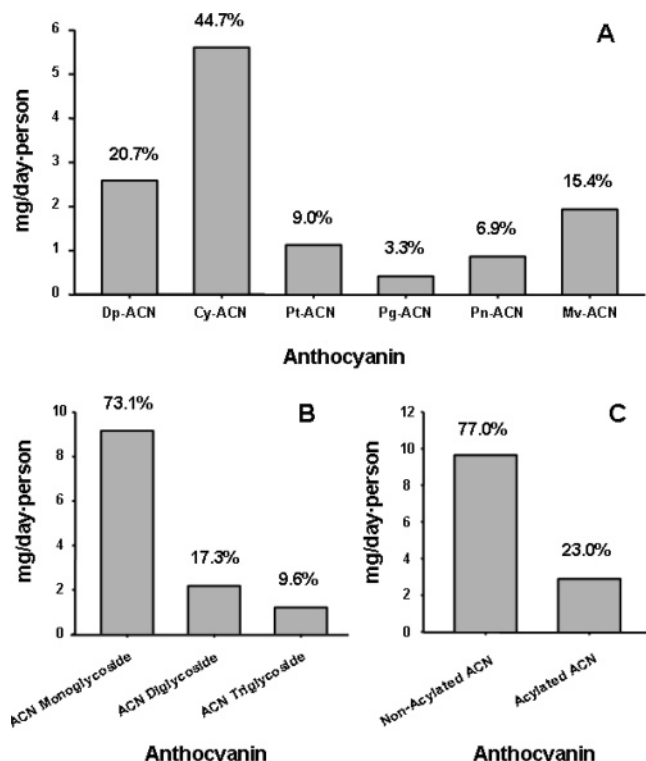 A
mg/day·person
6
5
4
3
2
1
0
20.7%
44.7%
9.0%
3.3%
6.9%
15.4%
Dp-ACN Cy-ACN Pt-ACN Pg-ACN Pn-ACN Mv-ACN
Anthocyanin
B
mg/day·person
10
8
6
4
2
0
73.1%
17.3%
9.6%
ACN Monoglycoside
ACN Diglycoside
ACN Triglycoside
Anthocyanin
C
mg/day·person
12
10
8
6
4
2
0
77.0%
23.0%
Non-Acylated ACN
Acylated ACN
Anthocyanin